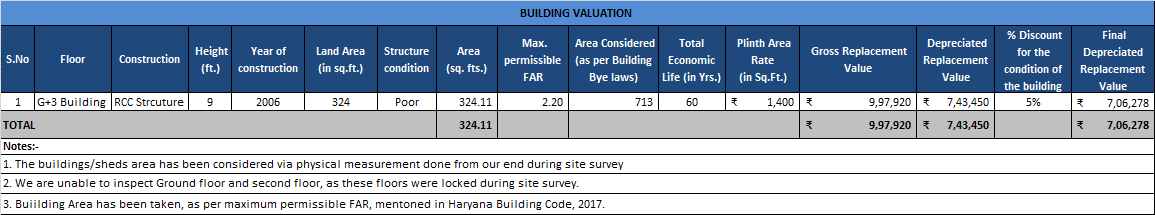 BUILDING VALUATION
S.No Floor Construction Height (ft.) Year of construction Land Area (in sq.ft.) Structure condition Area (sq. fts.) Max. permissible FAR Area Considered (as per Building Bye laws) Total Economic Life (in Yrs.) Plinth Area Rate (in Sq.Ft.) Gross Replacement Value Depreciated Replacement Value % Discount for the condition of the building Final Depreciated Replacement Value
1 G+3 Building RCC Strcuture 9 2006 324 Poor 324.11 2.20 713 60 ₹ 1,400 ₹ 9,97,920 ₹ 7,43,450 5% ₹ 7,06,278
TOTAL 324.11 ₹ 9,97,920 ₹ 7,43,450 ₹ 7,06,278
Notes:-
1. The buildings/sheds area has been considered via physical measurement done from our end during site survey
2. We are unable to inspect Ground floor and second floor, as these floors were locked during site survey.
3. Buiilding Area has been taken, as per maximum permissible FAR, mentoned in Haryana Building Code, 2017.